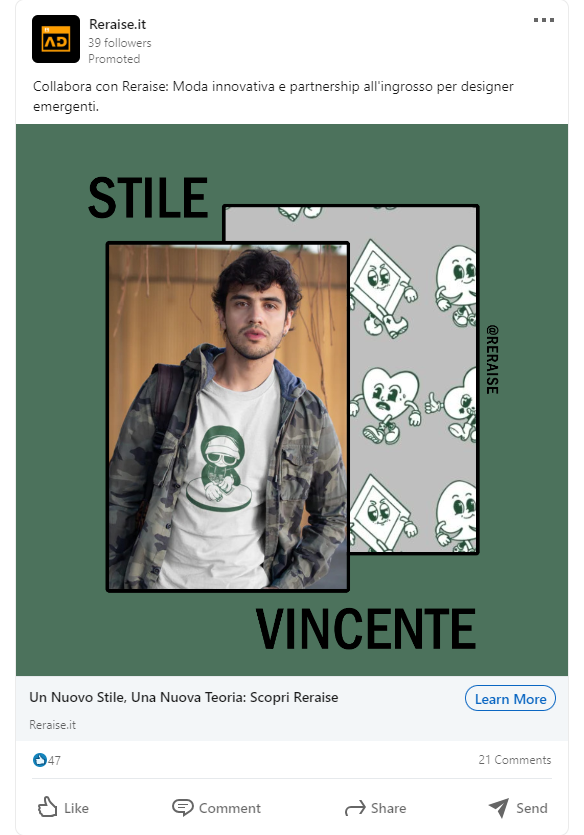 Reraise.it
39 followers
Promoted
Collabora con Reraise: Moda innovativa e partnership all'ingrosso per designer
emergenti.
STILE
@RERAISE
VINCENTE
Un Nuovo Stile, Una Nuova Teoria: Scopri Reraise
Learn More
Reraise.it
47
21 Comments
Like
Comment
Share
Send